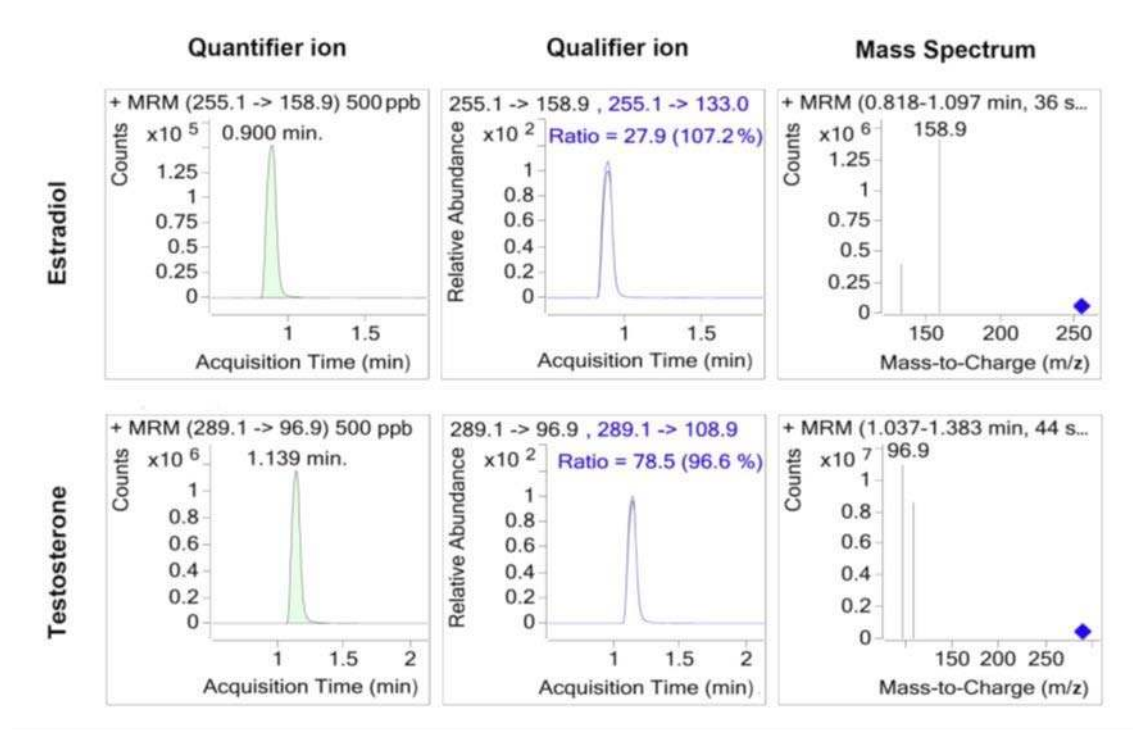 Quantifier ion
Qualifier ion
Mass Spectrum
Estradiol
+ MRM (255.1 -> 158.9) 500 ppb
x10 5
0.900 min.
Counts
1.25
1
0.75
0.5
0.25
0
1 1.5
Acquisition Time (min)
255.1 -> 158.9 , 255.1 -> 133.0
x10 2
Ratio = 27.9 (107.2 %)
Relative Abundance
1
0.8
0.6
0.4
0.2
0
1 1.5
Acquisition Time (min)
+ MRM (0.818-1.097 min, 36 s...
x10 6
158.9
Counts
1.25
1
0.75
0.5
0.25
0
150 200 250
Mass-to-Charge (m/z)
Testosterone
+ MRM (289.1 -> 96.9) 500 ppb
x10 6
1.139 min.
Counts
1
0.8
0.6
0.4
0.2
0
1 1.5 2
Acquisition Time (min)
289.1 -> 96.9 , 289.1 -> 108.9
x10 2
Ratio = 78.5 (96.6 %)
Relative Abundance
1
0.8
0.6
0.4
0.2
0
1 1.5 2
Acquisition Time (min)
+ MRM (1.037-1.383 min, 44 s...
x10 7
96.9
Counts
1
0.8
0.6
0.4
0.2
0
150 200 250
Mass-to-Charge (m/z)